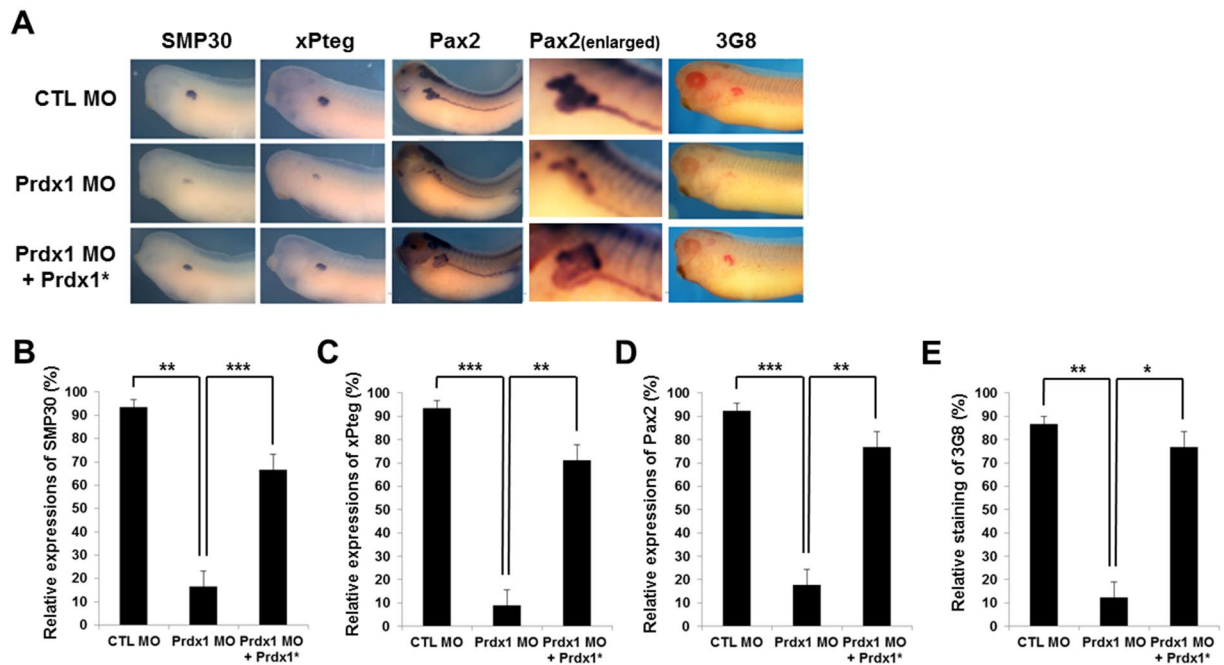 A
SMP30 xPteg Pax2 Pax2(enlarged) 3G8
CTL MO
Prdx1 MO
Prdx1 MO
+ Prdx1*
B
** ***
Relative expressions of SMP30 (%)
100
90
80
70
60
50
40
30
20
10
0
CTL MO Prdx1 MO Prdx1 MO
+ Prdx1*
C
*** **
Relative expressions of xPteg (%)
100
90
80
70
60
50
40
30
20
10
0
CTL MO Prdx1 MO Prdx1 MO
+ Prdx1*
D
*** **
Relative expressions of Pax2 (%)
100
90
80
70
60
50
40
30
20
10
0
CTL MO Prdx1 MO Prdx1 MO
+ Prdx1*
E
** *
Relative staining of 3G8 (%)
100
90
80
70
60
50
40
30
20
10
0
CTL MO Prdx1 MO Prdx1 MO
+ Prdx1*